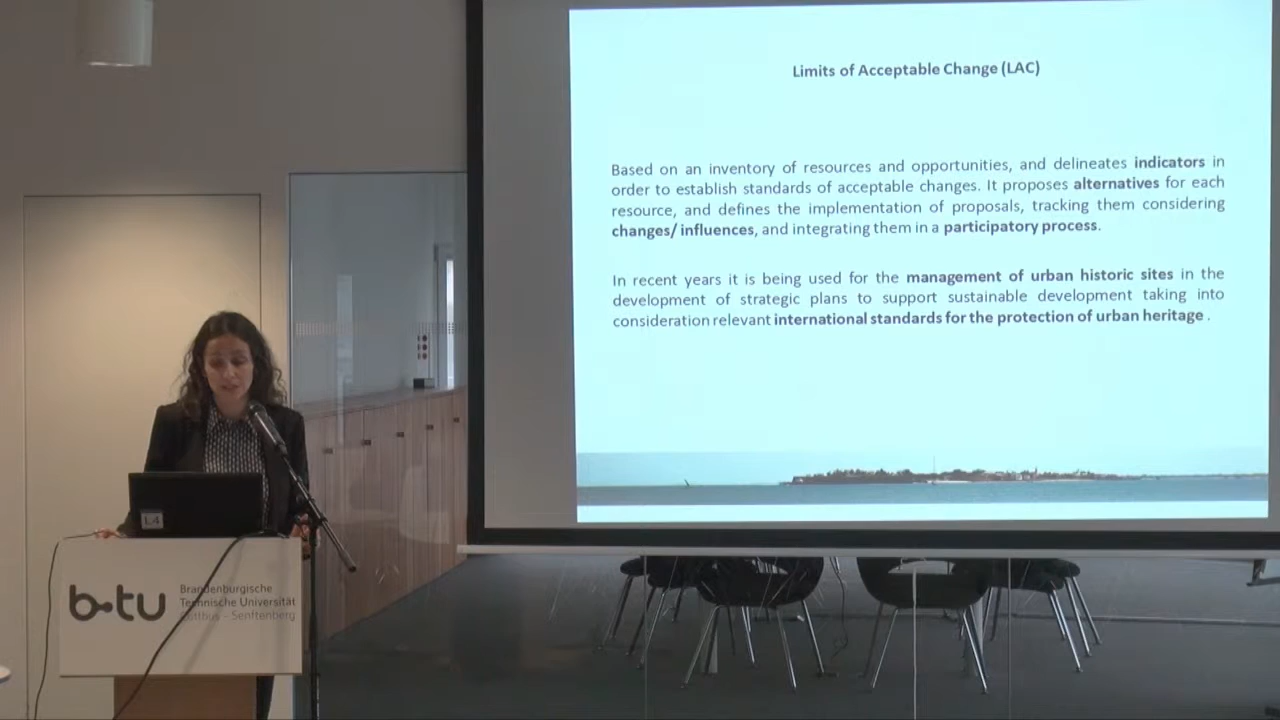 Limits of Acceptable Change (LAC)
Based on an inventory of resources and opportunities, and delineates indicators in
order to establish standards of acceptable changes. It proposes alternatives for each
resource, and defines the implementation of proposals, tracking them considering
changes/ influences, and integrating them in a participatory process.
In recent years it is being used for the management of urban historic sites in the
development of strategic plans to support sustainable development taking into
consideration relevant international standards for the protection of urban heritage .
L4
b-tu
Brandenburgische
Technische Universität
Cottbus - Senftenberg